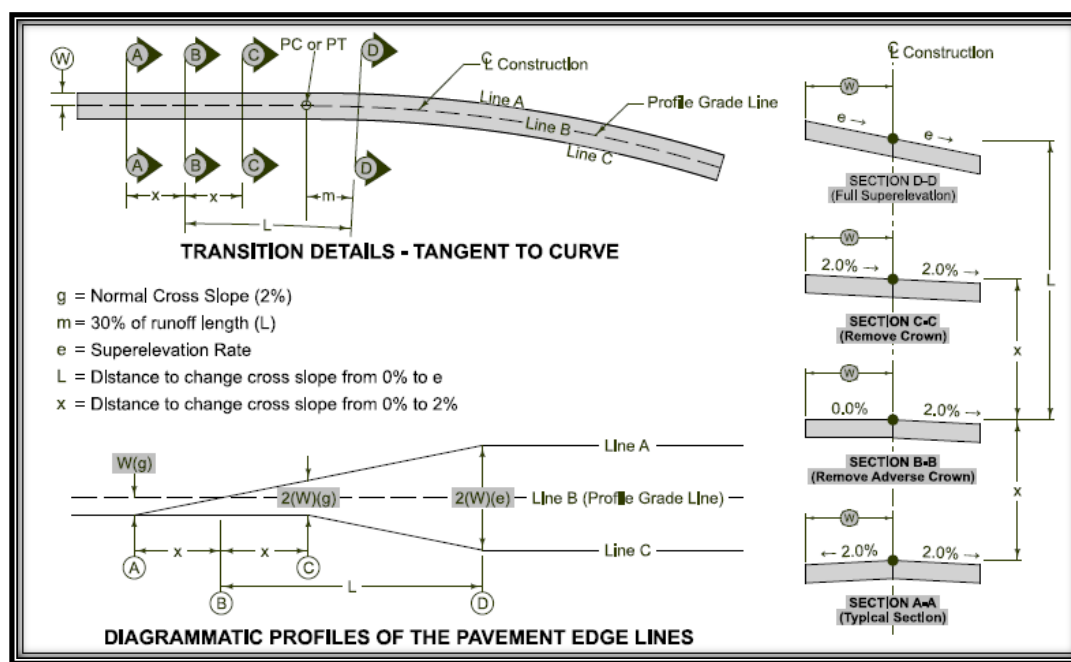 W
A
B
C
PC or PT
D
℄ Construction
Line A
Profile Grade Line
Line B
Line C
A
B
C
D
x
x
m
L
TRANSITION DETAILS - TANGENT TO CURVE
g = Normal Cross Slope (2%)
m = 30% of runoff length (L)
e = Superelevation Rate
L = Distance to change cross slope from 0% to e
x = Distance to change cross slope from 0% to 2%
W(g)
2(W)(g)
2(W)(e)
Line A
Line B (Profile Grade Line)
Line C
x
x
A
C
L
B
D
DIAGRAMMATIC PROFILES OF THE PAVEMENT EDGE LINES
℄ Construction
W
e →
e →
SECTION D-D
(Full Superelevation)
W
2.0% →
2.0% →
SECTION C-C
(Remove Crown)
L
x
W
0.0%
2.0% →
SECTION B-B
(Remove Adverse Crown)
x
W
← 2.0%
2.0% →
SECTION A-A
(Typical Section)